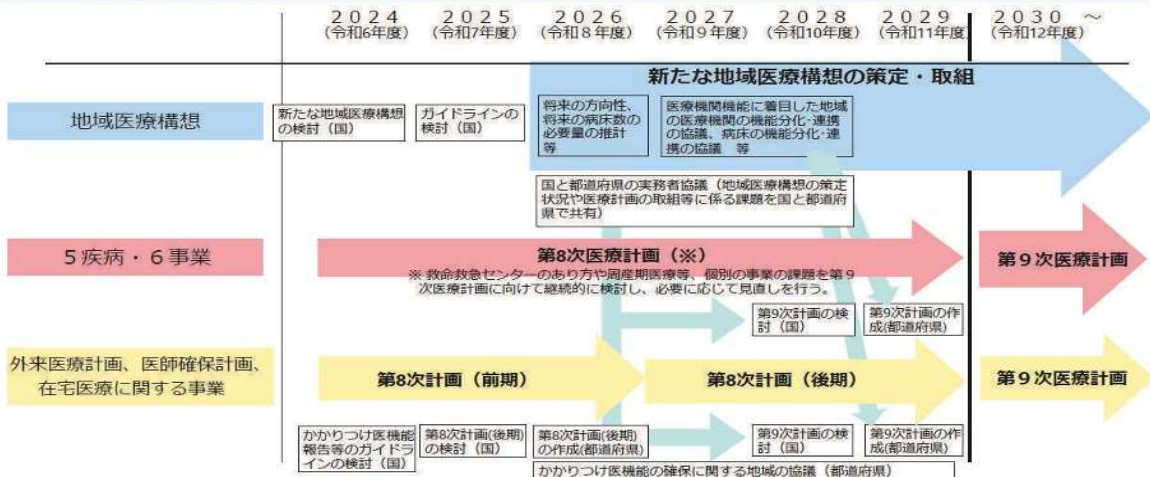 ２０２４
(令和6年度)
２０２５
(令和7年度)
２０２６
(令和８年度)
２０２７
(令和９年度)
２０２８
(令和10年度)
２０２９
(令和11年度)
２０３０　～
(令和12年度)
新たな地域医療構想の策定・取組
地域医療構想
新たな地域医療構想
の検討（国）
ガイドラインの
検討（国）
将来の方向性、
将来の病床数の
必要量の推計
等
医療機関機能に着目した地域
の医療機関の機能分化・連携
の協議、病床の機能分化・連
携の協議　等
国と都道府県の実務者協議（地域医療構想の策定
状況や医療計画の取組等に係る課題を国と都道府
県で共有）
５疾病・６事業
第8次医療計画（※）
※ 救命救急センターのあり方や周産期医療等、個別の事業の課題を第９
次医療計画に向けて継続的に検討し、必要に応じて見直しを行う。
第９次医療計画
第9次計画の検
討（国）
第9次計画の作
成(都道府県)
外来医療計画、医師確保計画、
在宅医療に関する事業
第8次計画（前期）
第8次計画（後期）
第９次医療計画
かかりつけ医機能
報告等のガイドラ
インの検討（国）
第8次計画(後期)
の検討（国）
第8次計画(後期)
の作成(都道府県)
第9次計画の検
討（国）
第9次計画の作
成(都道府県)
かかりつけ医機能の確保に関する地域の協議（都道府県）